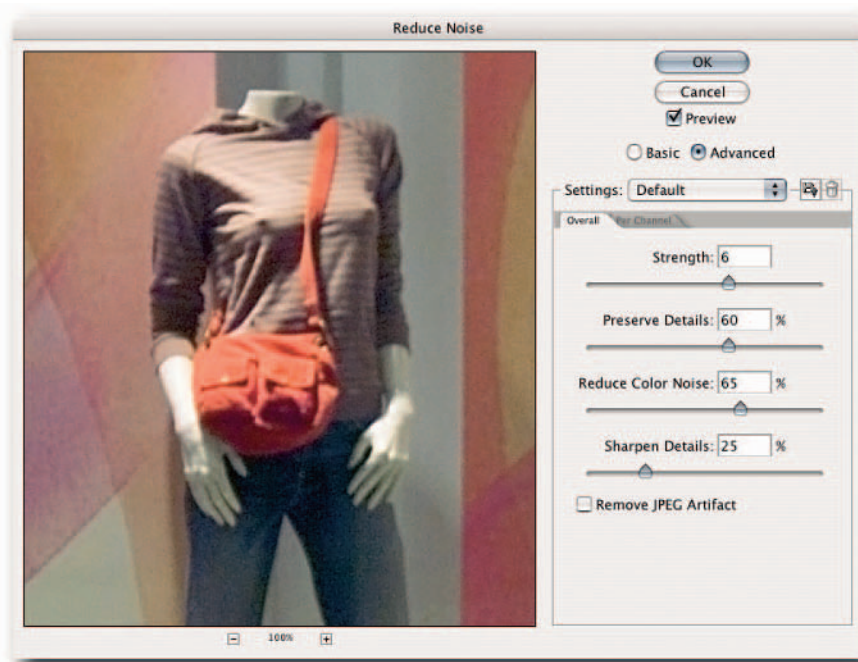 Reduce Noise
OK
Cancel
Preview
Basic Advanced
Settings: Default
Overall Per Channel
Strength: 6
Preserve Details: 60 %
Reduce Color Noise: 65 %
Sharpen Details: 25 %
Remove JPEG Artifact
100%